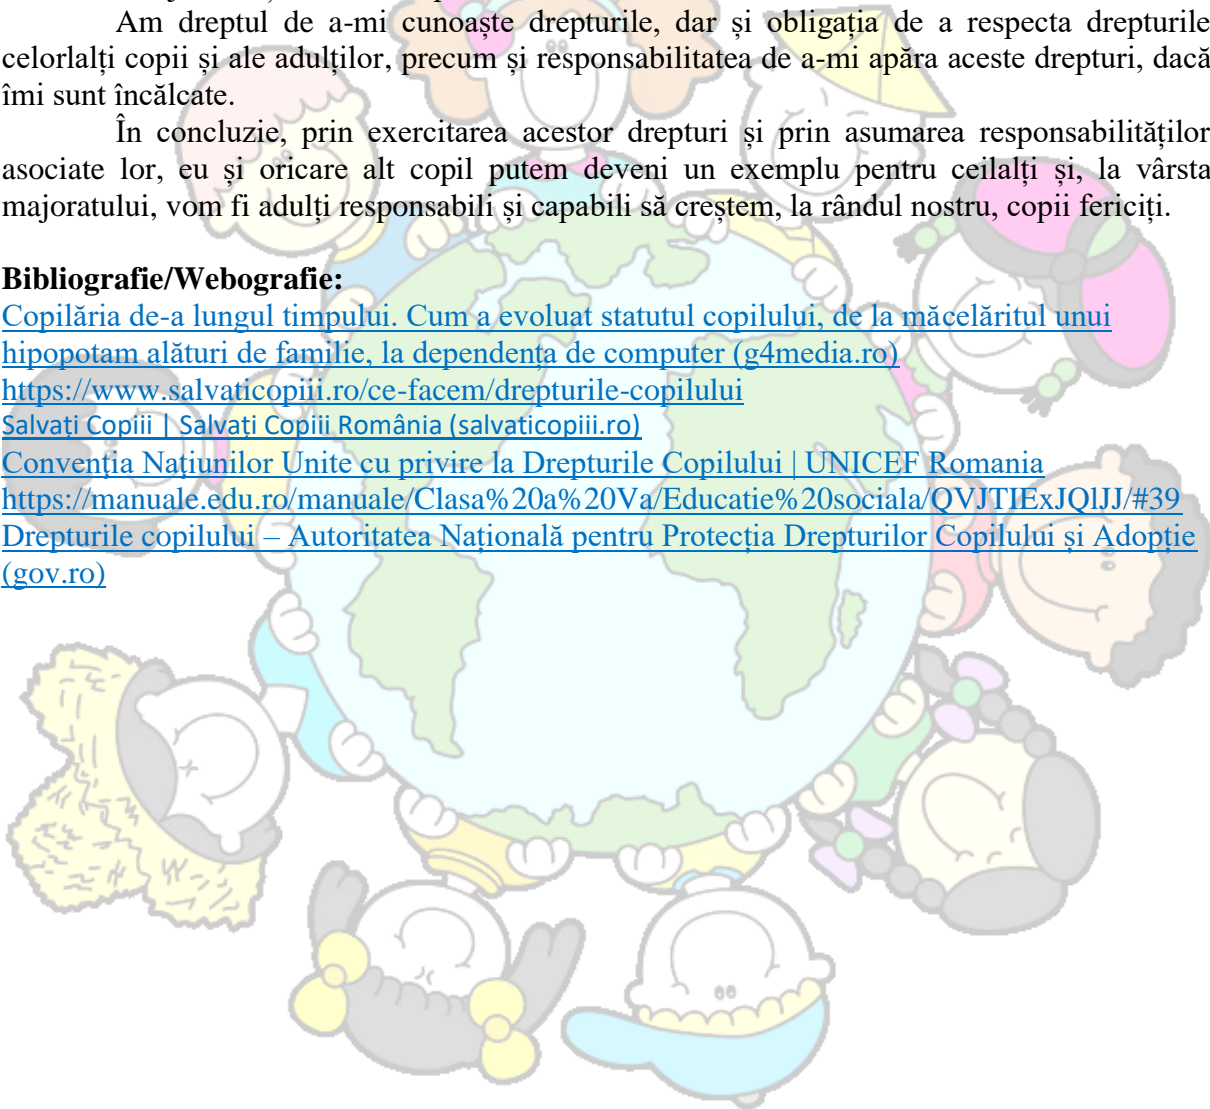 Am dreptul de a-mi cunoaște drepturile, dar și obligația de a respecta drepturile
celorlalți copii și ale adulților, precum și responsabilitatea de a-mi apăra aceste drepturi, dacă
îmi sunt încălcate.
În concluzie, prin exercitarea acestor drepturi și prin asumarea responsabilităților
asociate lor, eu și oricare alt copil putem deveni un exemplu pentru ceilalți și, la vârsta
majoratului, vom fi adulți responsabili și capabili să creștem, la rândul nostru, copii fericiți.
Bibliografie/Webografie:
Copilăria de-a lungul timpului. Cum a evoluat statutul copilului, de la măcelăritul unui
hipopotam alături de familie, la dependența de computer (g4media.ro)
https://www.salvaticopiii.ro/ce-facem/drepturile-copilului
Salvați Copiii | Salvați Copiii România (salvaticopiii.ro)
Convenția Națiunilor Unite cu privire la Drepturile Copilului | UNICEF Romania
https://manuale.edu.ro/manuale/Clasa%20a%20Va/Educatie%20sociala/QVJTIExJQlJJ/#39
Drepturile copilului – Autoritatea Națională pentru Protecția Drepturilor Copilului și Adopție
(gov.ro)